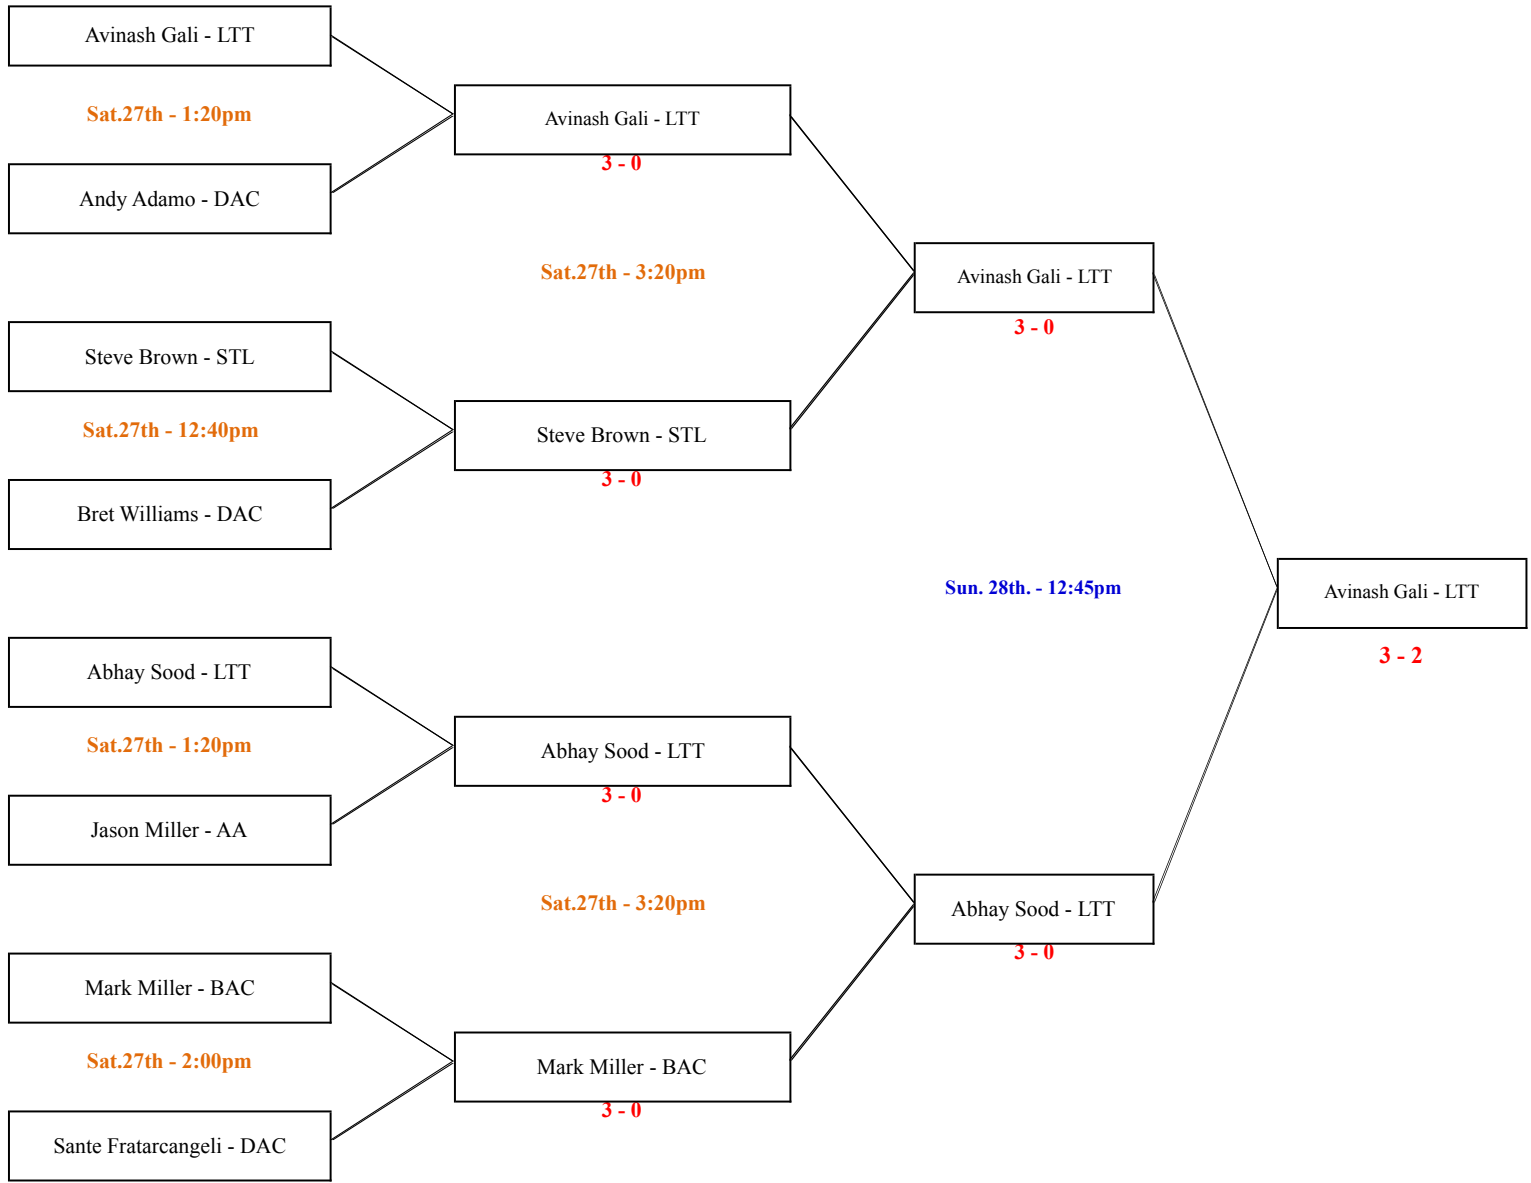 Avinash Gali - LTT
Sat.27th - 1:20pm
Avinash Gali - LTT
3 - 0
Andy Adamo - DAC
Sat.27th - 3:20pm
Avinash Gali - LTT
3 - 0
Steve Brown - STL
Sat.27th - 12:40pm
Steve Brown - STL
3 - 0
Bret Williams - DAC
Sun. 28th. - 12:45pm
Avinash Gali - LTT
3 - 2
Abhay Sood - LTT
Sat.27th - 1:20pm
Abhay Sood - LTT
3 - 0
Jason Miller - AA
Sat.27th - 3:20pm
Abhay Sood - LTT
3 - 0
Mark Miller - BAC
Sat.27th - 2:00pm
Mark Miller - BAC
3 - 0
Sante Fratarcangeli - DAC